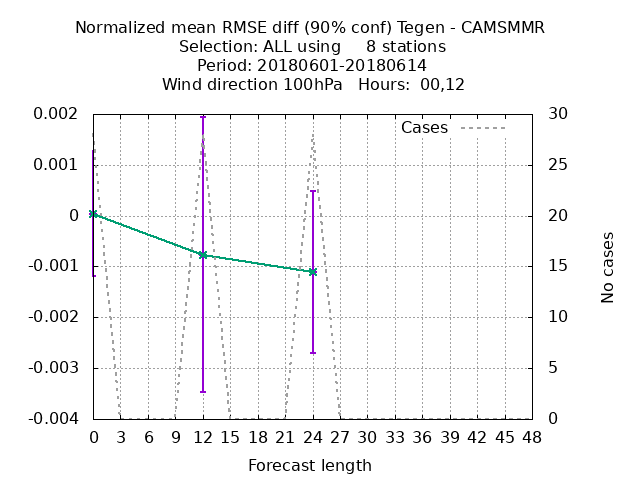 Normalized mean RMSE diff (90% conf) Tegen - CAMSMMR
Selection: ALL using     8 stations
Period: 20180601-20180614
Wind direction 100hPa   Hours:  00,12
Cases
0.002
0.001
0
-0.001
-0.002
-0.003
-0.004
30
25
20
15
10
5
0
No cases
0 3 6 9 12 15 18 21 24 27 30 33 36 39 42 45 48
Forecast length